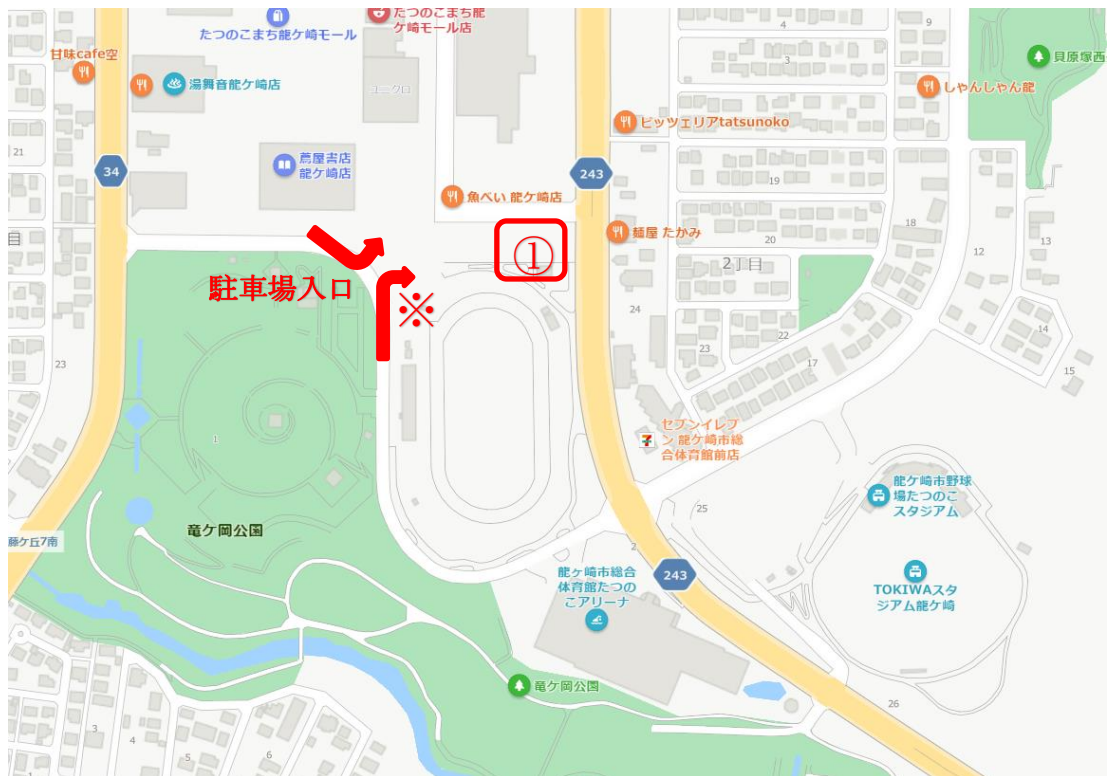 たつのこまち龍ケ崎モール
たつのこまち龍
ケ崎モール店
9
4
甘味cafe空
湯舞音龍ケ崎店
ユニクロ
3
貝原塚西
しゃんしゃん龍
ピッツェリアtatsunoko
21
34
蔦屋書店
龍ケ崎店
243
魚べい 龍ケ崎店
19
目
①
麺屋 たかみ
20
18
12
13
2丁目
駐車場入口
※
24
22
14
23
23
17
15
1
セブンイレブ
ン 龍ケ崎市総
合体育館前店
龍ケ崎市野球
場たつのこ
スタジアム
25
竜ケ岡公園
藤ケ丘7南
2
龍ケ崎市総合
体育館たつの
こアリーナ
243
TOKIWAスタ
ジアム龍ケ崎
竜ケ岡公園
26
3
4
5
6